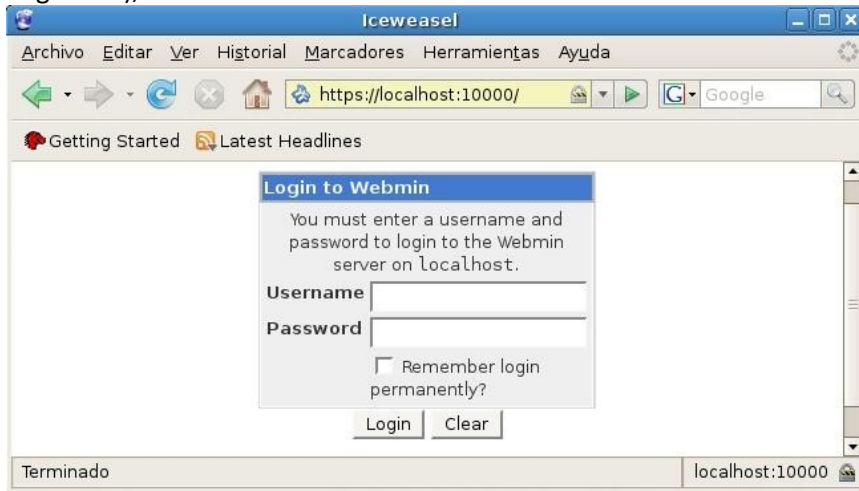 Iceweasel
Archivo Editar Ver Historial Marcadores Herramientas Ayuda
https://localhost:10000/ G Google
Getting Started Latest Headlines
Login to Webmin
You must enter a username and
password to login to the Webmin
server on localhost.
Username
Password
Remember login
permanently?
Login Clear
Terminado localhost:10000